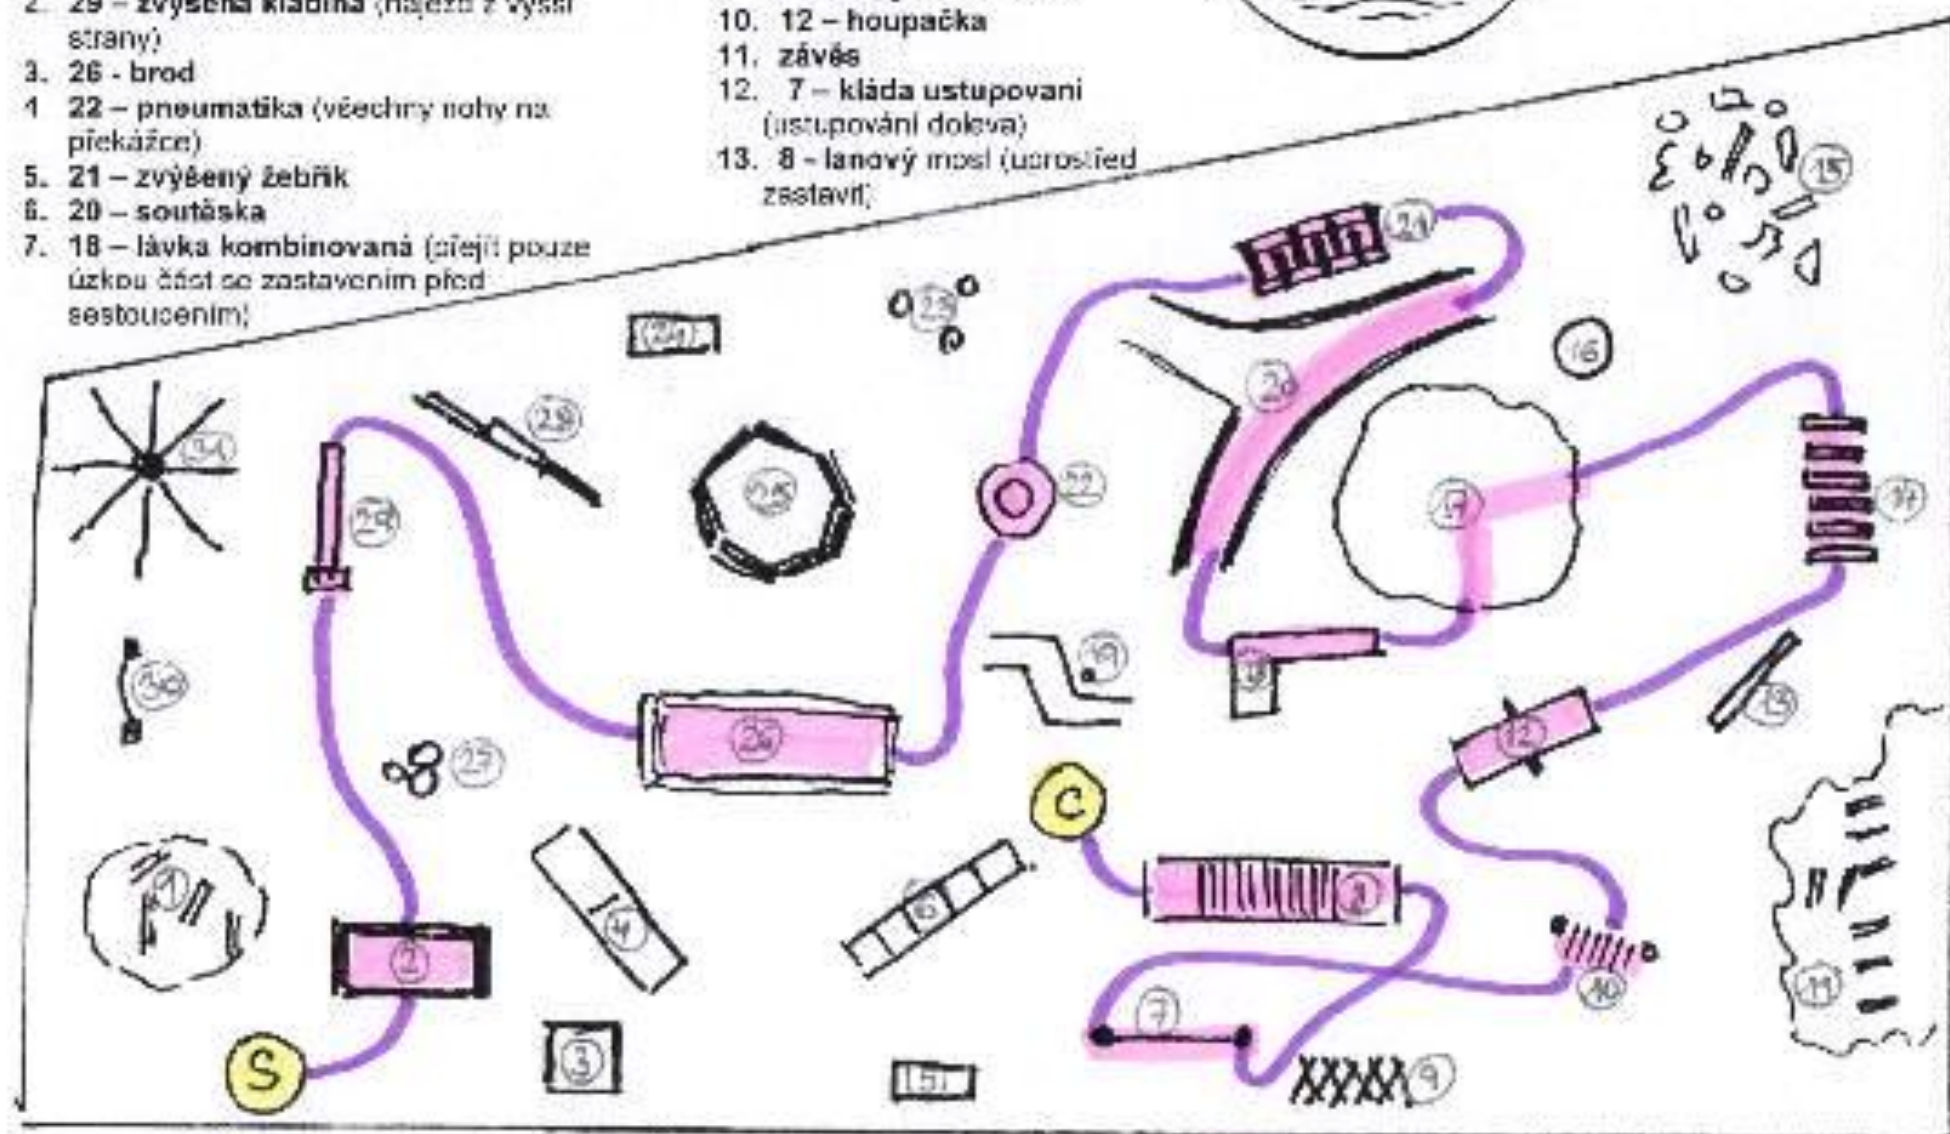 2. 29 – zvýšená kladina (nájezd z vyšší
strany)
3. 26 - brod
4 22 – pneumatika (všechny nohy na
překážce)
5. 21 – zvýšený žebřík
6. 20 – soutěska
7. 18 – lávka kombinovaná (přejít pouze
úzkou část se zastavením před
sestoupením)
10. 12 – houpačka
11. závěs
12. 7 – kláda ustupovaní
(ustupování doleva)
13. 8 - lanový most (uprostřed
zastavit)
15
21
23
24
16
20
31
28
25
22
17
29
19
30
18
13
26
12
27
C
1
4
6
8
2
10
11
7
S
3
5
9